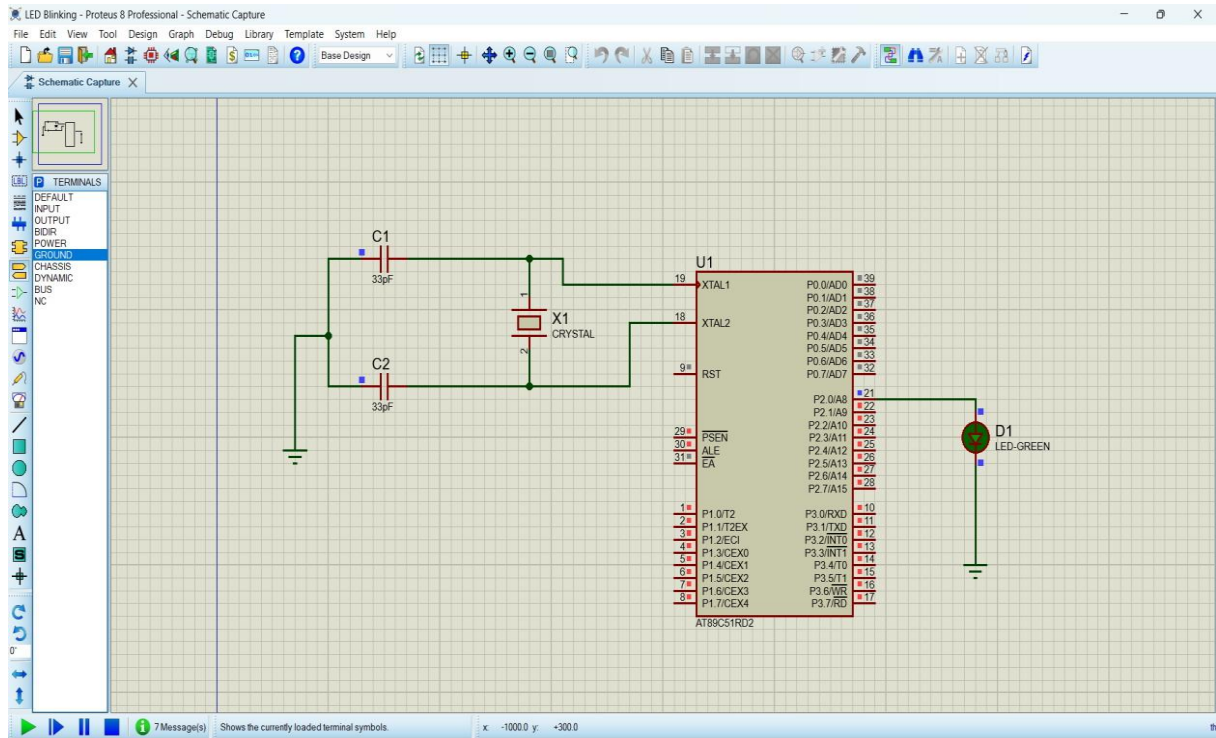 LED Blinking - Proteus 8 Professional - Schematic Capture
File Edit View Tool Design Graph Debug Library Template System Help
Base Design
Schematic Capture
P TERMINALS
DEFAULT
INPUT
OUTPUT
BIDIR
POWER
GROUND
CHASSIS
DYNAMIC
BUS
NC
LBL
A
S
0°
C1
33pF
C2
33pF
1
X1
CRYSTAL
2
U1
19 XTAL1
18 XTAL2
9 RST
29 PSEN
30 ALE
31 EA
1 P1.0/T2
2 P1.1/T2EX
3 P1.2/ECI
4 P1.3/CEX0
5 P1.4/CEX1
6 P1.5/CEX2
7 P1.6/CEX3
8 P1.7/CEX4
P0.0/AD0 39
P0.1/AD1 38
P0.2/AD2 37
P0.3/AD3 36
P0.4/AD4 35
P0.5/AD5 34
P0.6/AD6 33
P0.7/AD7 32
P2.0/A8 21
P2.1/A9 22
P2.2/A10 23
P2.3/A11 24
P2.4/A12 25
P2.5/A13 26
P2.6/A14 27
P2.7/A15 28
P3.0/RXD 10
P3.1/TXD 11
P3.2/INT0 12
P3.3/INT1 13
P3.4/T0 14
P3.5/T1 15
P3.6/WR 16
P3.7/RD 17
AT89C51RD2
D1
LED-GREEN
7 Message(s) Shows the currently loaded terminal symbols. x: -1000.0 y: +300.0 th